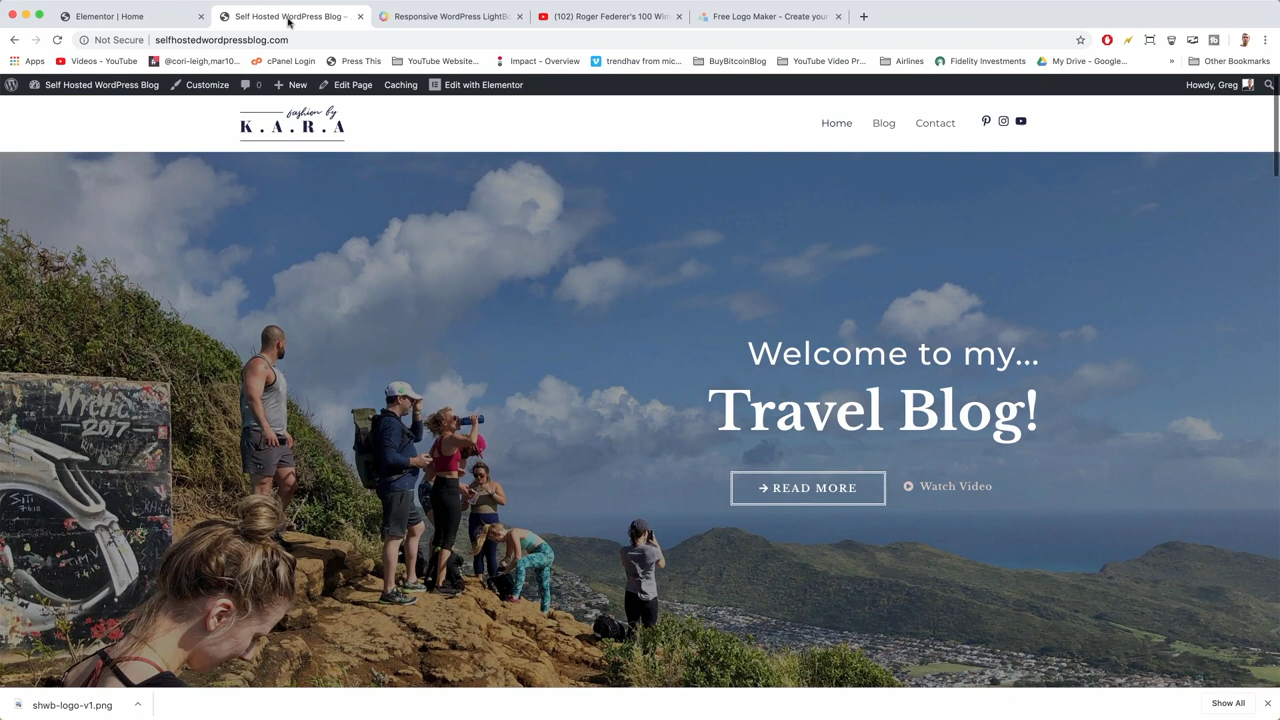 Elementor | Home
Self Hosted WordPress Blog –
Responsive WordPress LightBo
(102) Roger Federer's 100 Win
Free Logo Maker - Create your
Not Secure | selfhostedwordpressblog.com
Apps
Videos - YouTube
@cori-leigh,mar10...
cPanel Login
Press This
YouTube Website...
Impact - Overview
trendhav from mic...
BuyBitcoinBlog
YouTube Video Pr...
Airlines
Fidelity Investments
My Drive - Google...
»
Other Bookmarks
Self Hosted WordPress Blog
Customize
0
New
Edit Page
Caching
Edit with Elementor
Howdy, Greg
fashion by
K.A.R.A
Home
Blog
Contact
Welcome to my...
Travel Blog!
READ MORE
Watch Video
2017
shwb-logo-v1.png
Show All